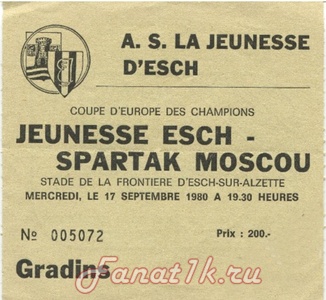 A. S. LA JEUNESSE
D'ESCH
COUPE D'EUROPE DES CHAMPIONS
JEUNESSE ESCH -
SPARTAK MOSCOU
STADE DE LA FRONTIERE D'ESCH-SUR-ALZETTE
MERCREDI, LE 17 SEPTEMBRE 1980 A 19.30 HEURES
No 005072
Prix : 200.-
Gradins
Fanat1k.ru